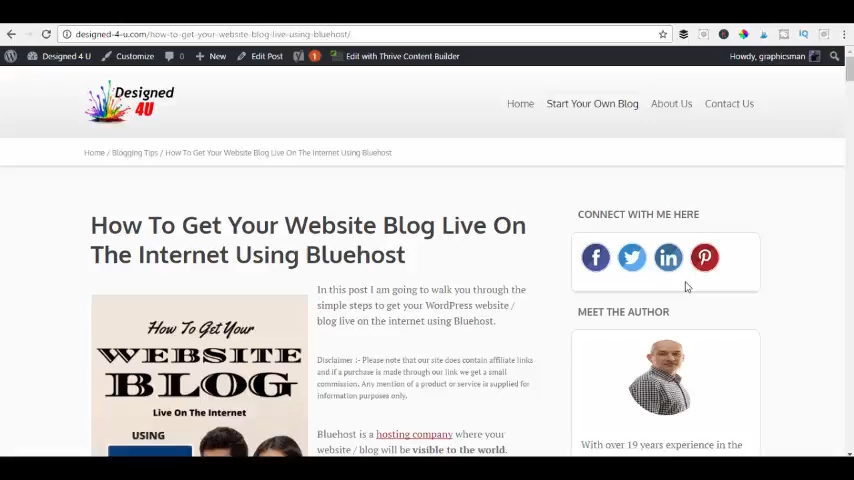 designed-4-u.com/how-to-get-your-website-blog-live-using-bluehost/
Designed 4 U Customize 0 + New Edit Post 1 Edit with Thrive Content Builder Howdy, graphicsman
Designed
4U
Home Start Your Own Blog About Us Contact Us
Home / Blogging Tips / How To Get Your Website Blog Live On The Internet Using Bluehost
How To Get Your Website Blog Live On
The Internet Using Bluehost
How To Get Your
WEBSITE
BLOG
Live On The Internet
USING
In this post I am going to walk you through the
simple steps to get your WordPress website /
blog live on the internet using Bluehost.
Disclaimer :- Please note that our site does contain affiliate links
and if a purchase is made through our link we get a small
commission. Any mention of a product or service is supplied for
information purposes only.
Bluehost is a hosting company where your
website / blog will be visible to the world.
CONNECT WITH ME HERE
MEET THE AUTHOR
With over 19 years experience in the